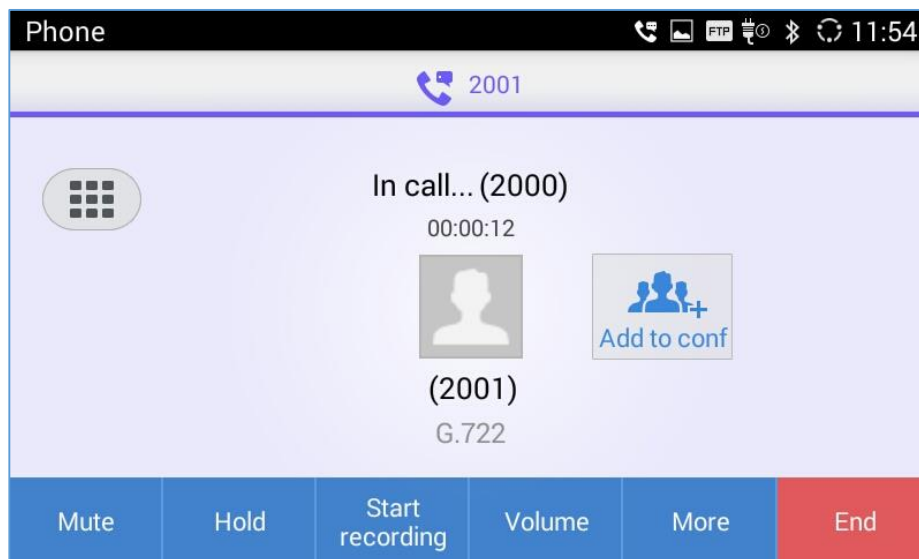 Phone
FTP
11:54
2001
In call... (2000)
00:00:12
Add to conf
(2001)
G.722
Mute
Hold
Start
recording
Volume
More
End